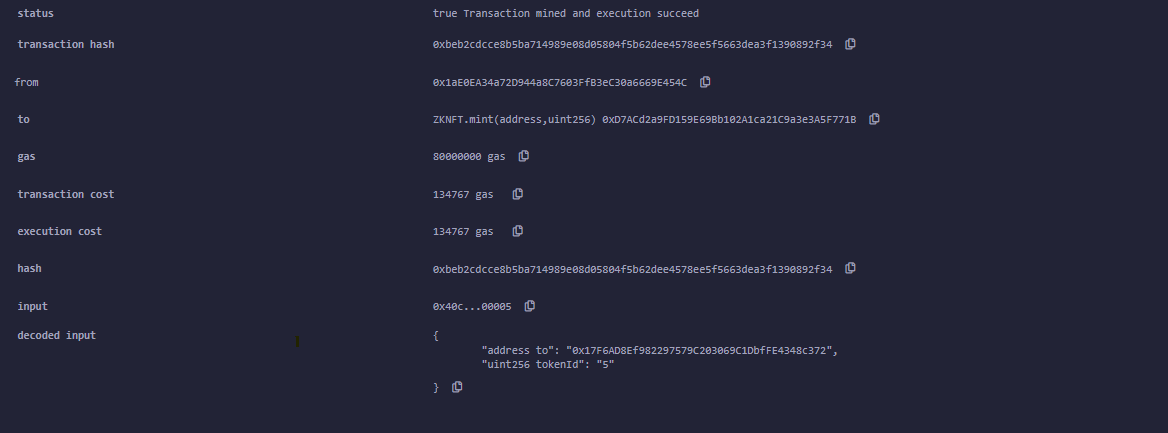 status true Transaction mined and execution succeed
transaction hash 0xbeb2cdcce8b5ba714989e08d05804f5b62dee4578ee5f5663dea3f1390892f34
from 0x1aE0EA34a72D944a8C7603FfB3eC30a6669E454C
to ZKNFT.mint(address,uint256) 0xD7ACd2a9FD159E69Bb102A1ca21C9a3e3A5F771B
gas 80000000 gas
transaction cost 134767 gas
execution cost 134767 gas
hash 0xbeb2cdcce8b5ba714989e08d05804f5b62dee4578ee5f5663dea3f1390892f34
input 0x40c...00005
decoded input {
"address to": "0x17F6AD8Ef982297579C203069C1DbfFE4348c372",
"uint256 tokenId": "5"
}